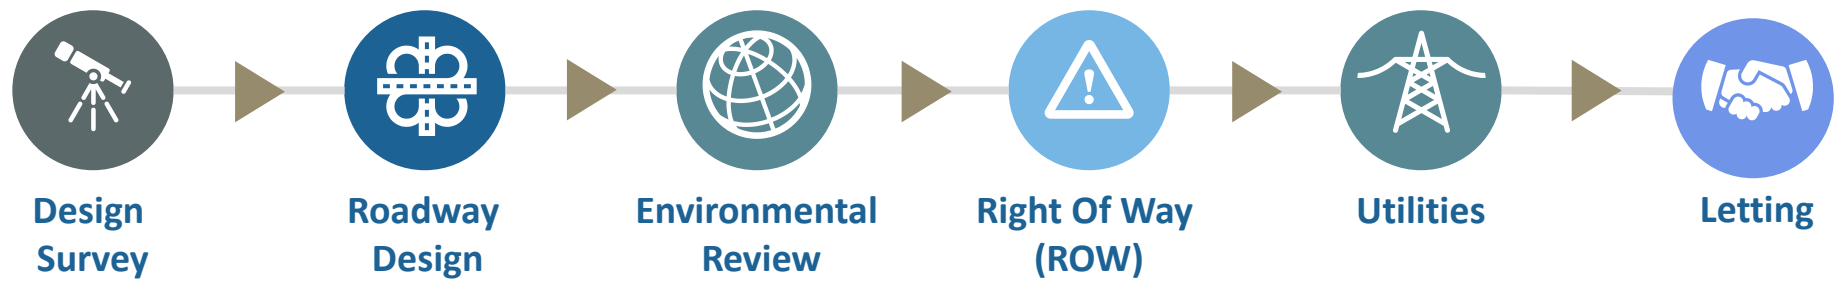 Design
Survey
Roadway
Design
Environmental
Review
Right Of Way
(ROW)
Utilities
Letting